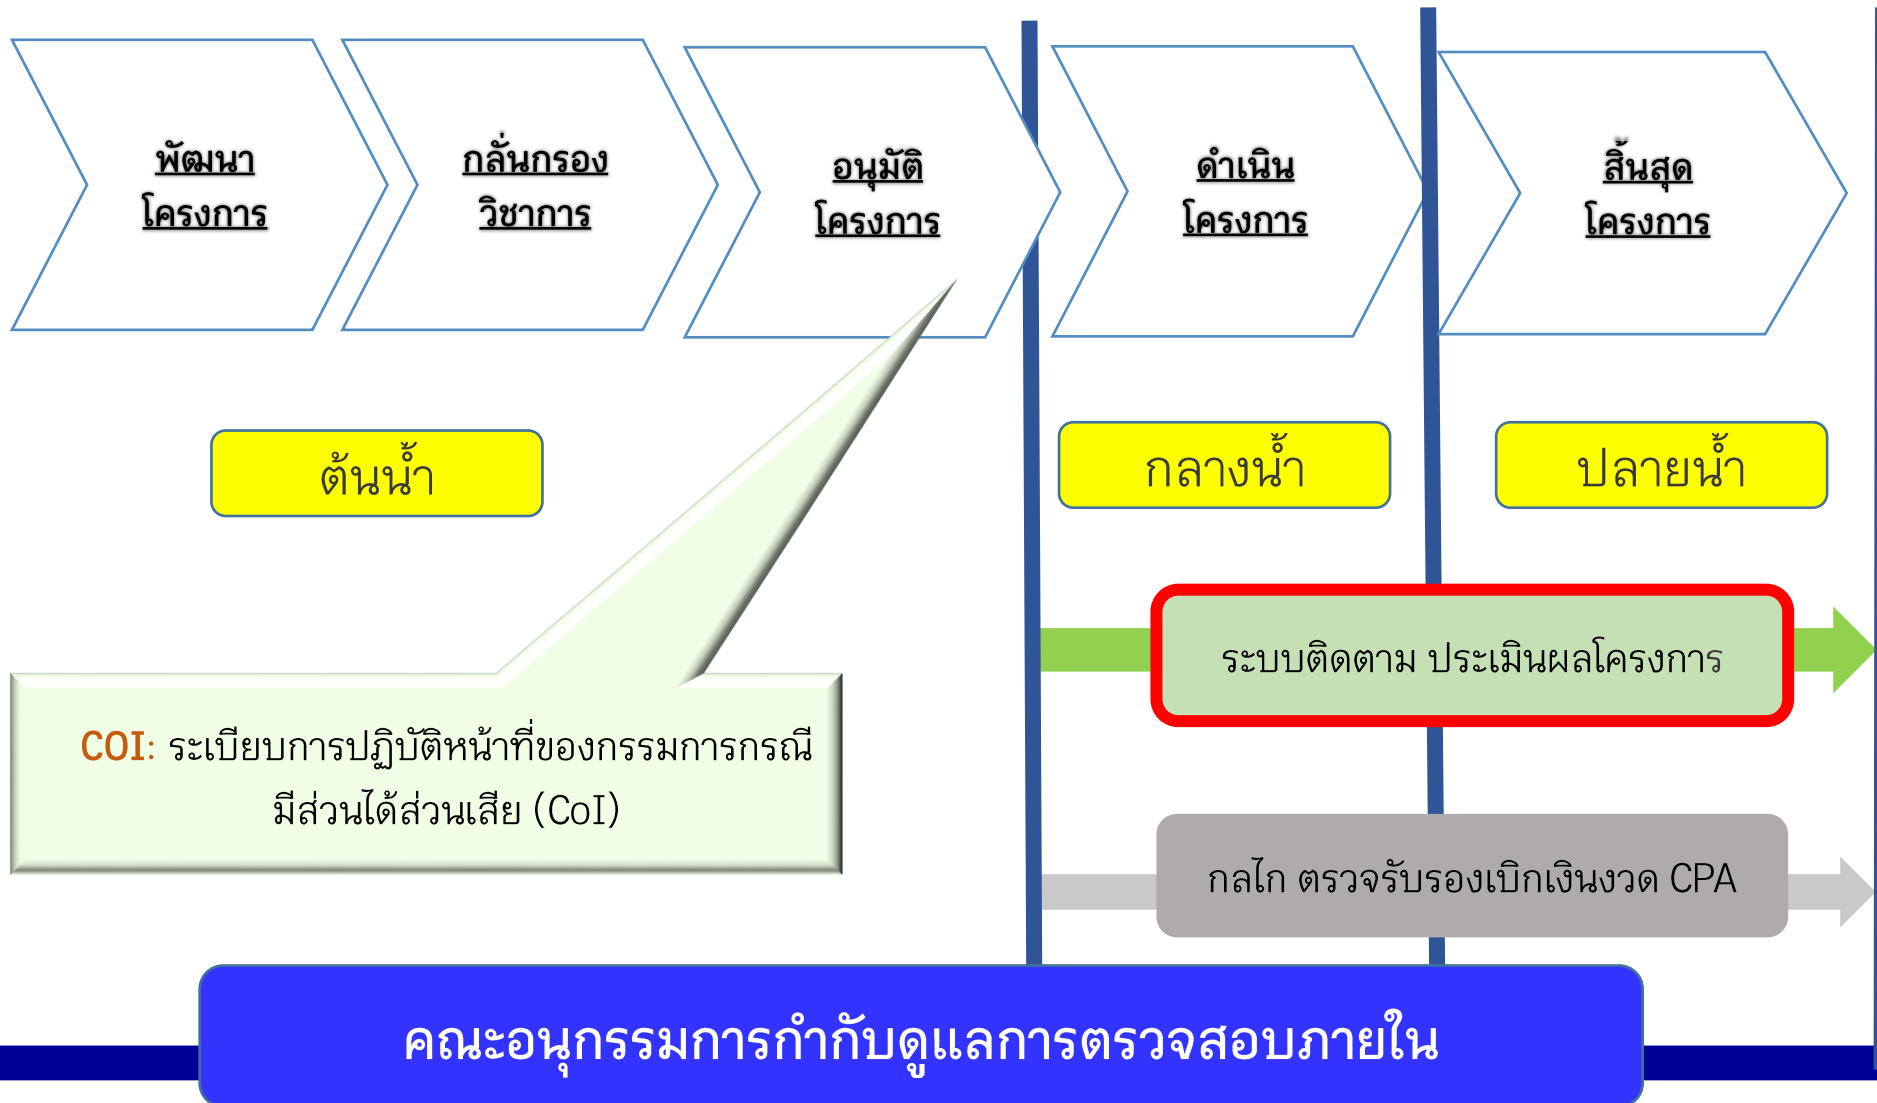 พัฒนา
โครงการ
กลั่นกรอง
วิชาการ
อนุมัติ
โครงการ
ดำเนิน
โครงการ
สิ้นสุด
โครงการ
ต้นน้ำ
กลางน้ำ
ปลายน้ำ
ระบบติดตาม ประเมินผลโครงการ
COI: ระเบียบการปฏิบัติหน้าที่ของกรรมการกรณี
มีส่วนได้ส่วนเสีย (CoI)
กลไก ตรวจรับรองเบิกเงินงวด CPA
คณะอนุกรรมการกำกับดูแลการตรวจสอบภายใน